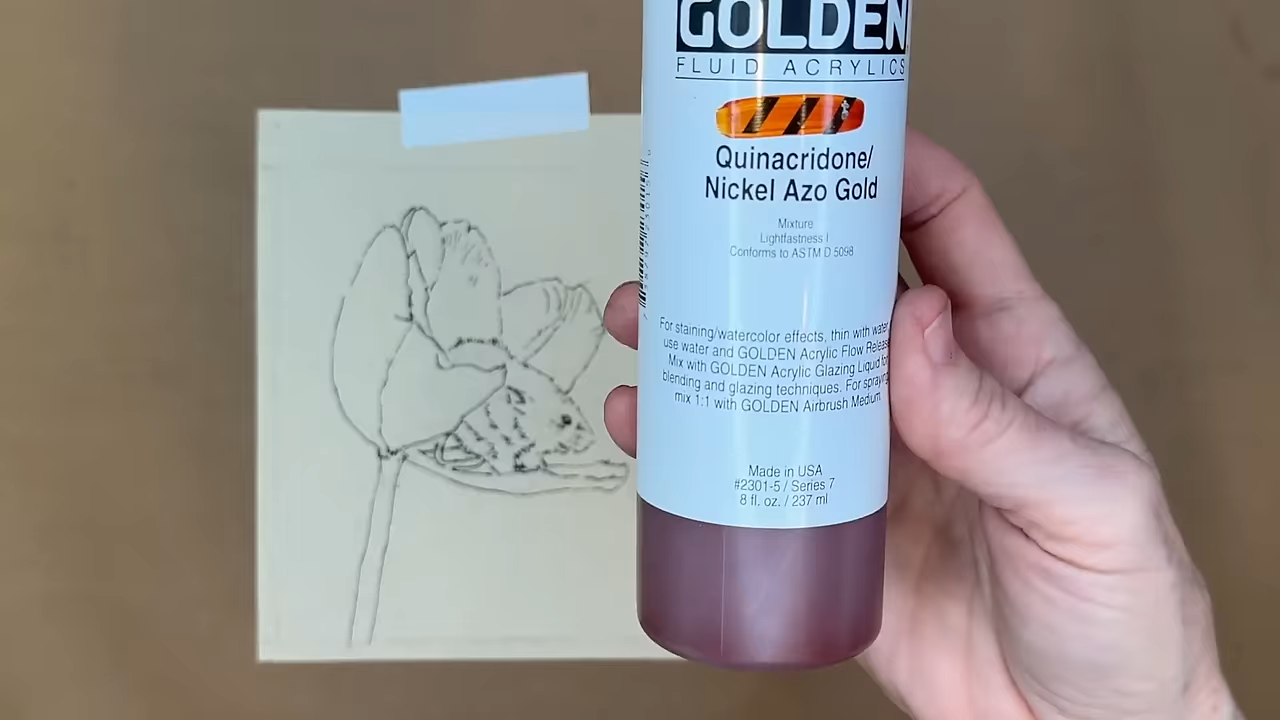 GOLDEN
FLUID ACRYLICS
Quinacridone/
Nickel Azo Gold
Mixture
Lightfastness I
Conforms to ASTM D 5098
For staining/watercolor effects, thin with water,
use water and GOLDEN Acrylic Flow Release
Mix with GOLDEN Acrylic Glazing Liquid for
blending and glazing techniques. For spraying
mix 1:1 with GOLDEN Airbrush Medium.
Made in USA
#2301-5 / Series 7
8 fl. oz. / 237 ml